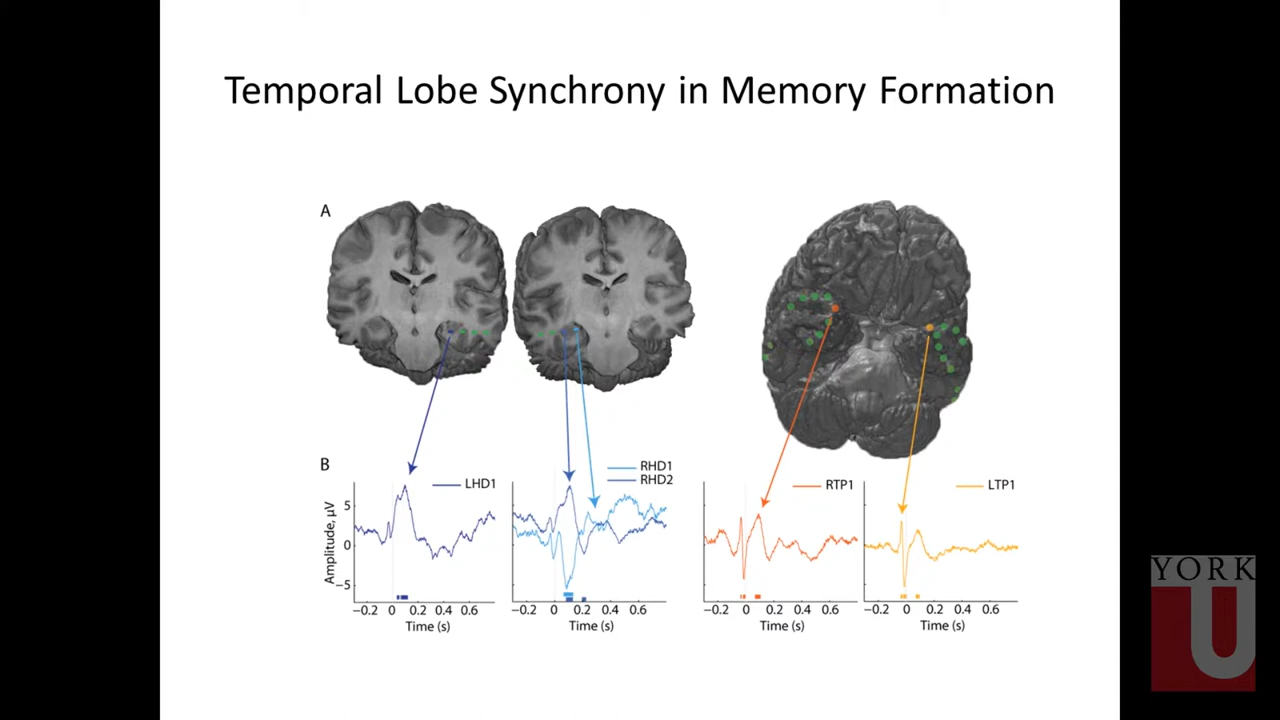 Temporal Lobe Synchrony in Memory Formation
A
B
LHD1
RHD1
RHD2
RTP1
LTP1
Amplitude, µV
5
0
−5
−0.2 0 0.2 0.4 0.6
−0.2 0 0.2 0.4 0.6
−0.2 0 0.2 0.4 0.6
−0.2 0 0.2 0.4 0.6
Time (s)
Time (s)
Time (s)
Time (s)
YORK
U